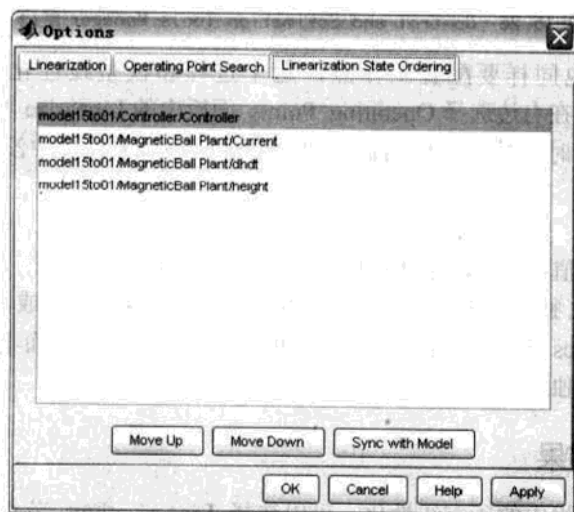 Options
Linearization Operating Point Search Linearization State Ordering
model15to01/Controller/Controller
model15to01/MagneticBall Plant/Current
model15to01/MagneticBall Plant/dhdt
model15to01/MagneticBall Plant/height
Move Up Move Down Sync with Model
OK Cancel Help Apply